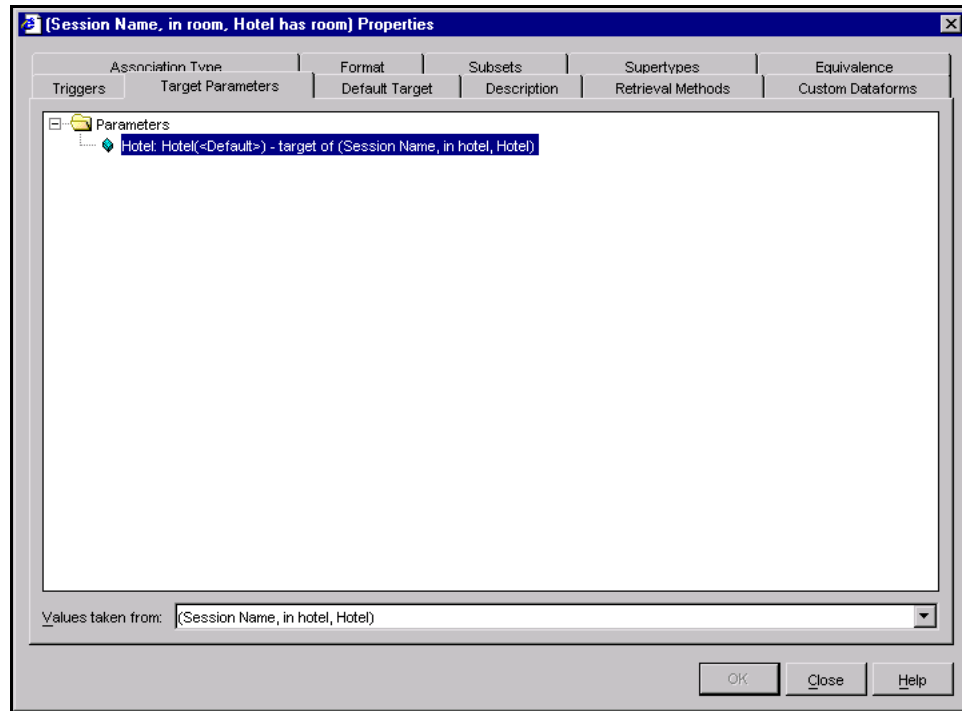 (Session Name, in room, Hotel has room) Properties
Association Type Format Subsets Supertypes Equivalence
Triggers Target Parameters Default Target Description Retrieval Methods Custom Dataforms
Parameters
Hotel: Hotel(<Default>) - target of (Session Name, in hotel, Hotel)
Values taken from: (Session Name, in hotel, Hotel)
OK Close Help